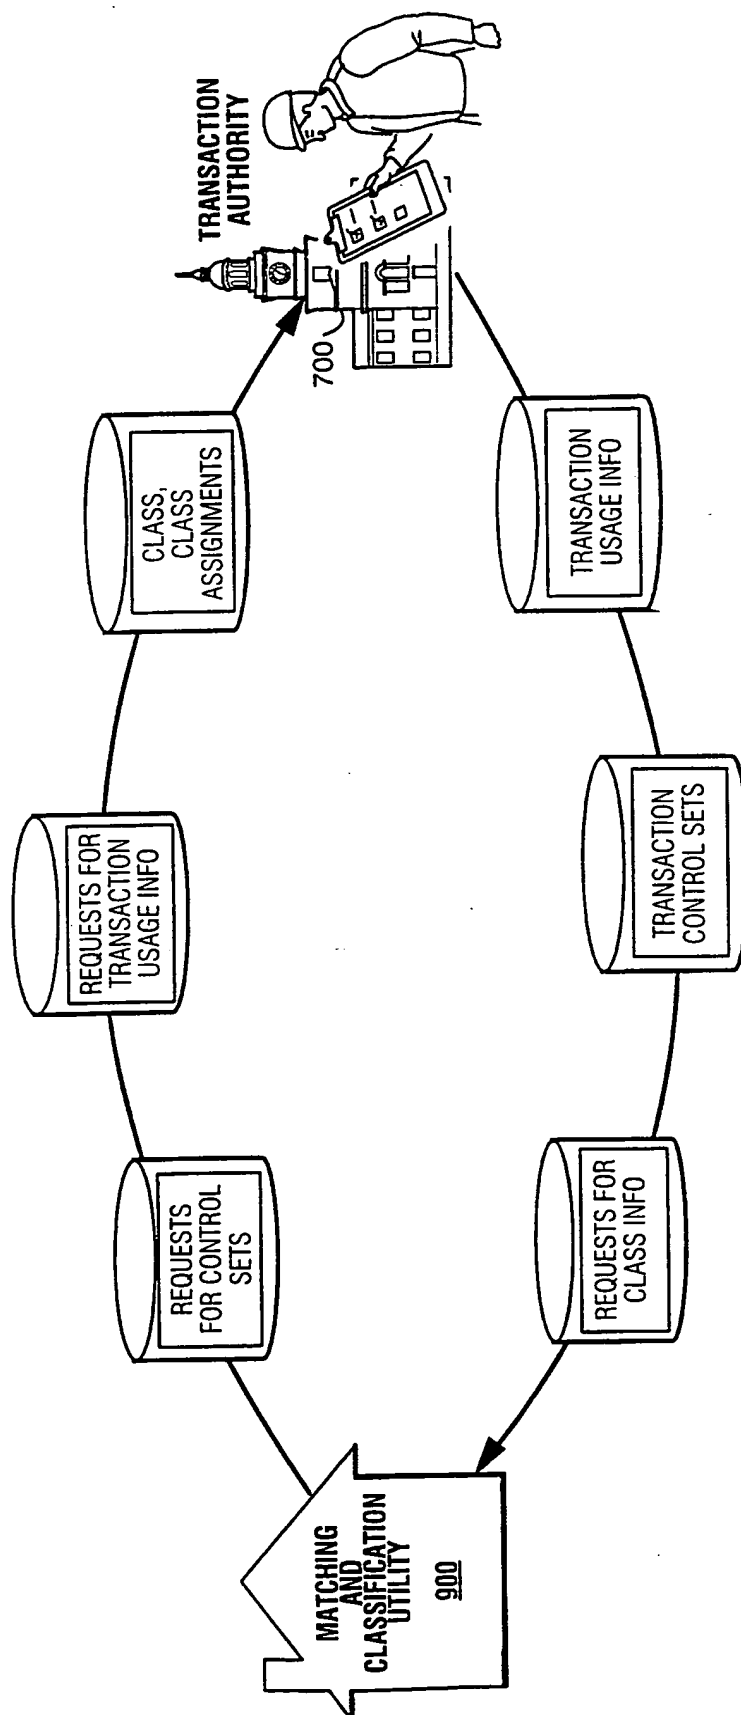 TRANSACTION
AUTHORITY
700
CLASS,
CLASS
ASSIGNMENTS
REQUESTS FOR
TRANSACTION
USAGE INFO
REQUESTS
FOR CONTROL
SETS
MATCHING
AND
CLASSIFICATION
UTILITY
900
REQUESTS FOR
CLASS INFO
TRANSACTION
CONTROL SETS
TRANSACTION
USAGE INFO